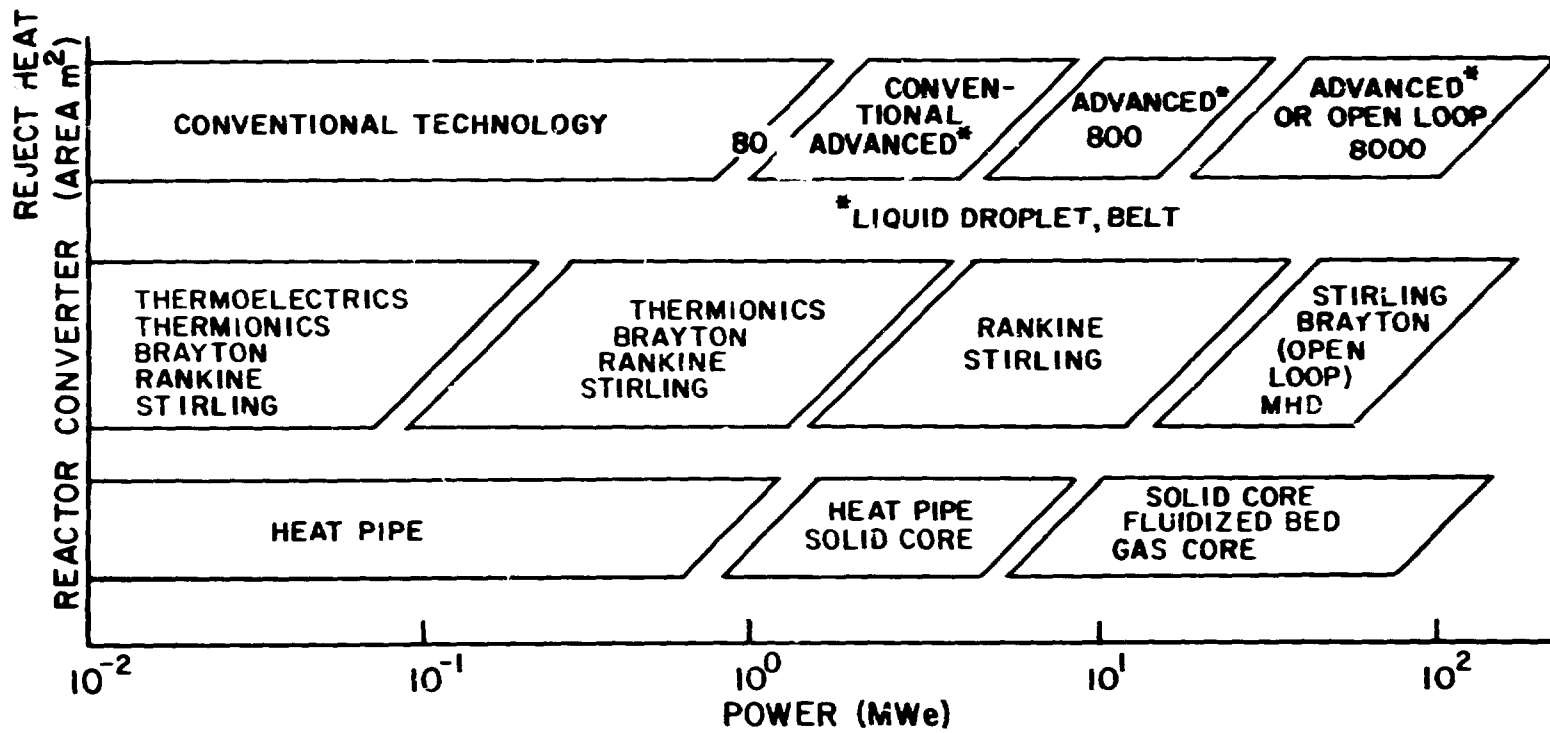 REJECT HEAT
(AREA m²)
CONVENTIONAL TECHNOLOGY
80
CONVEN-
TIONAL
ADVANCED*
ADVANCED*
800
ADVANCED*
OR OPEN LOOP
8000
*LIQUID DROPLET, BELT
CONVERTER
THERMOELECTRICS
THERMIONICS
BRAYTON
RANKINE
STIRLING
THERMIONICS
BRAYTON
RANKINE
STIRLING
RANKINE
STIRLING
STIRLING
BRAYTON
(OPEN
LOOP)
MHD
REACTOR
HEAT PIPE
HEAT PIPE
SOLID CORE
SOLID CORE
FLUIDIZED BED
GAS CORE
10⁻² 10⁻¹ 10⁰ 10¹ 10²
POWER (MWe)